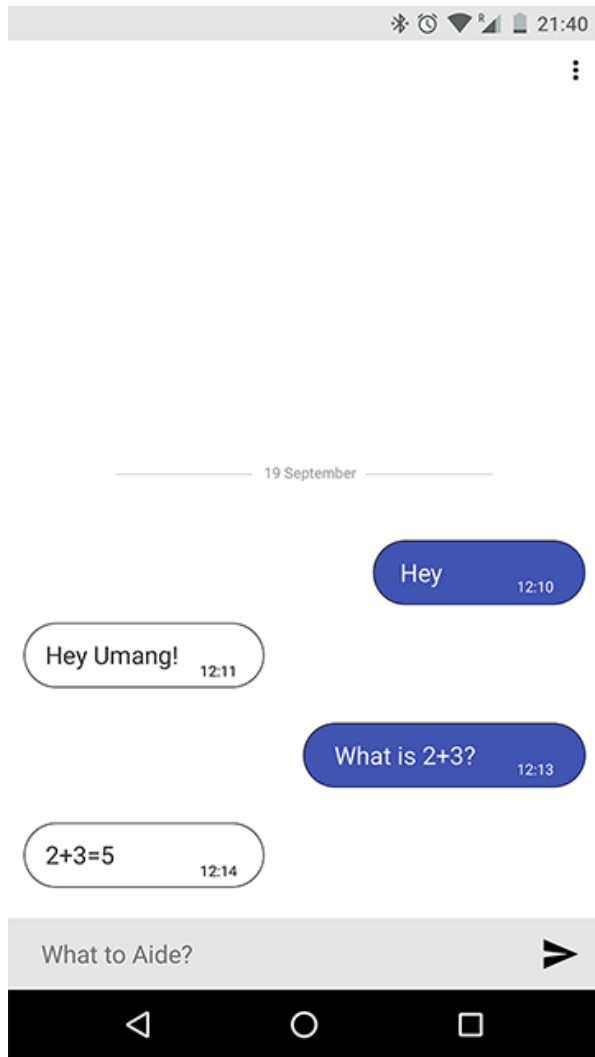 R 21:40
19 September
Hey 12:10
Hey Umang! 12:11
What is 2+3? 12:13
2+3=5 12:14
What to Aide?